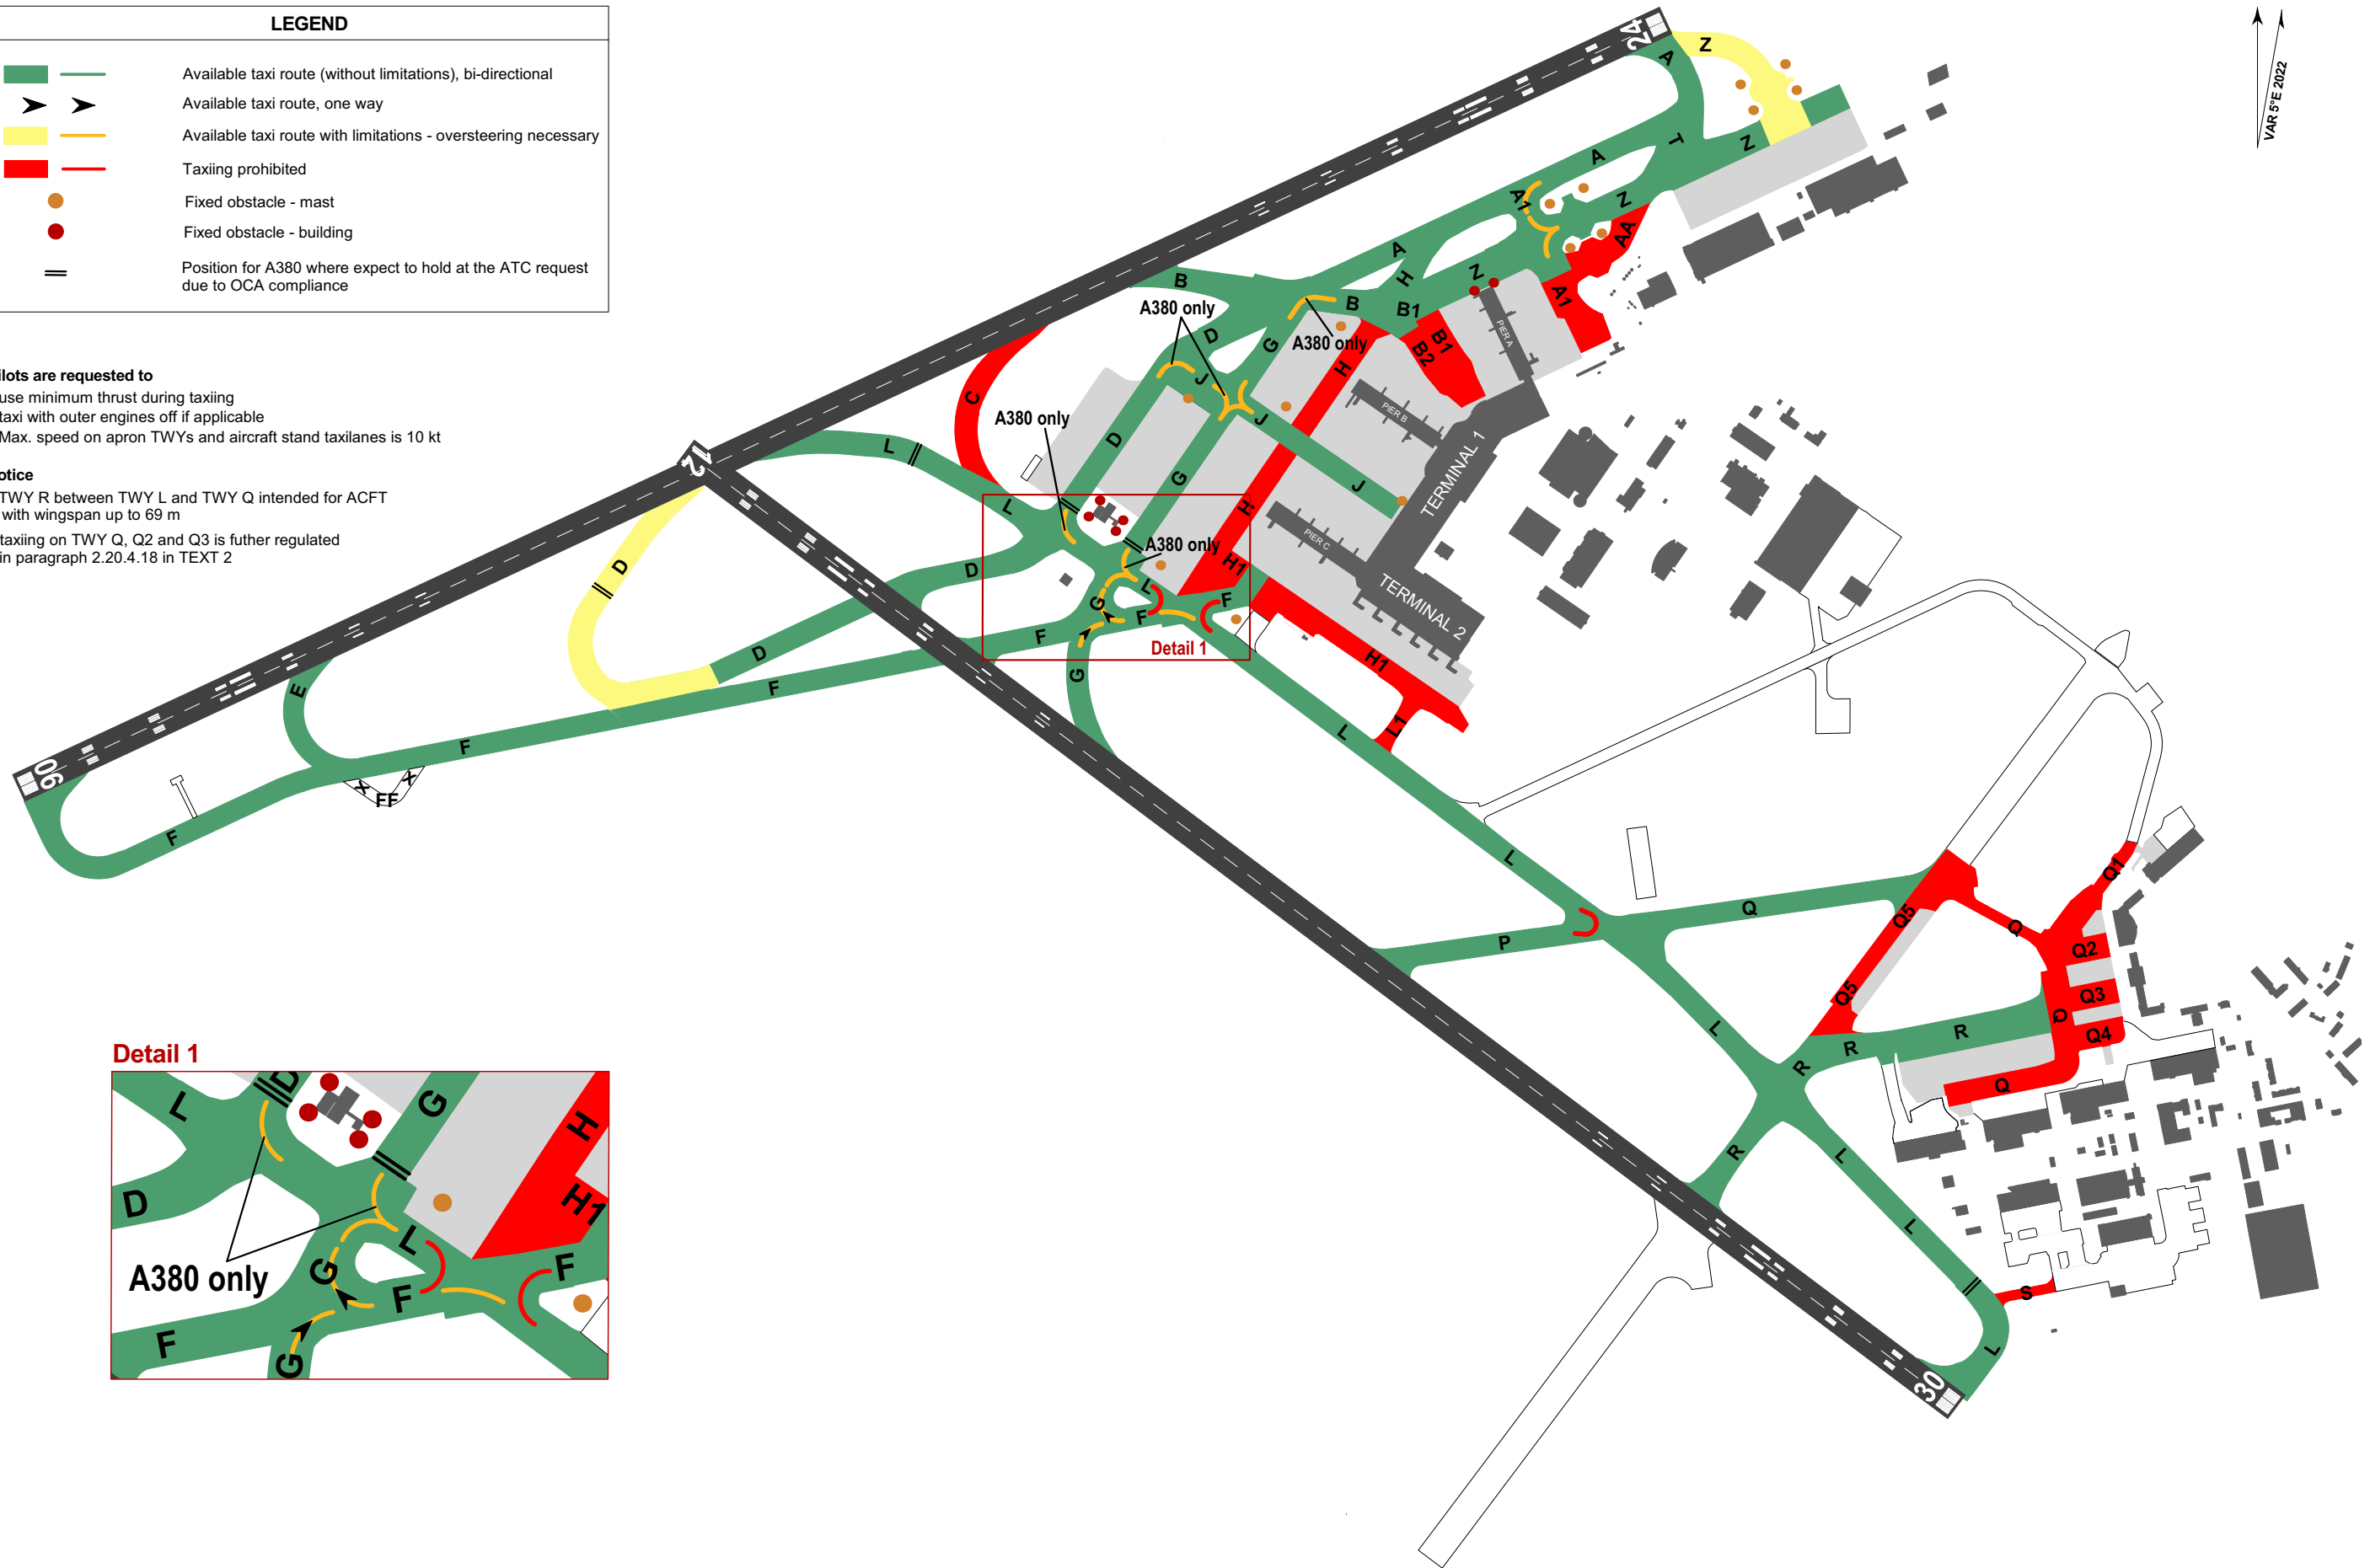 LEGEND
Available taxi route (without limitations), bi-directional
Available taxi route, one way
Available taxi route with limitations - oversteering necessary
Taxiing prohibited
Fixed obstacle - mast
Fixed obstacle - building
Position for A380 where expect to hold at the ATC request
due to OCA compliance
ilots are requested to
use minimum thrust during taxiing
taxi with outer engines off if applicable
Max. speed on apron TWYs and aircraft stand taxilanes is 10 kt
otice
TWY R between TWY L and TWY Q intended for ACFT
with wingspan up to 69 m
taxiing on TWY Q, Q2 and Q3 is futher regulated
in paragraph 2.20.4.18 in TEXT 2
VAR 5°E 2022
24
A
Z
T
Z
A
A1
Z
AA
A
H
Z
B
B
B1
A1
A380 only
D
G
A380 only
H
B1
B2
PIER A
J
C
A380 only
J
PIER B
TERMINAL 1
12
L
D
G
J
L
H
PIER C
A380 only
D
D
H1
L
TERMINAL 2
G
F
F
F
Detail 1
D
G
H1
E
F
L
L1
F
06
X
X
FF
F
L
Q
Q5
Q
Q1
P
Q2
Q5
Q3
Q
Q4
L
R
R
R
Q
R
L
L
S
L
30
Detail 1
L
D
G
H
D
H1
L
G
F
F
A380 only
F
G